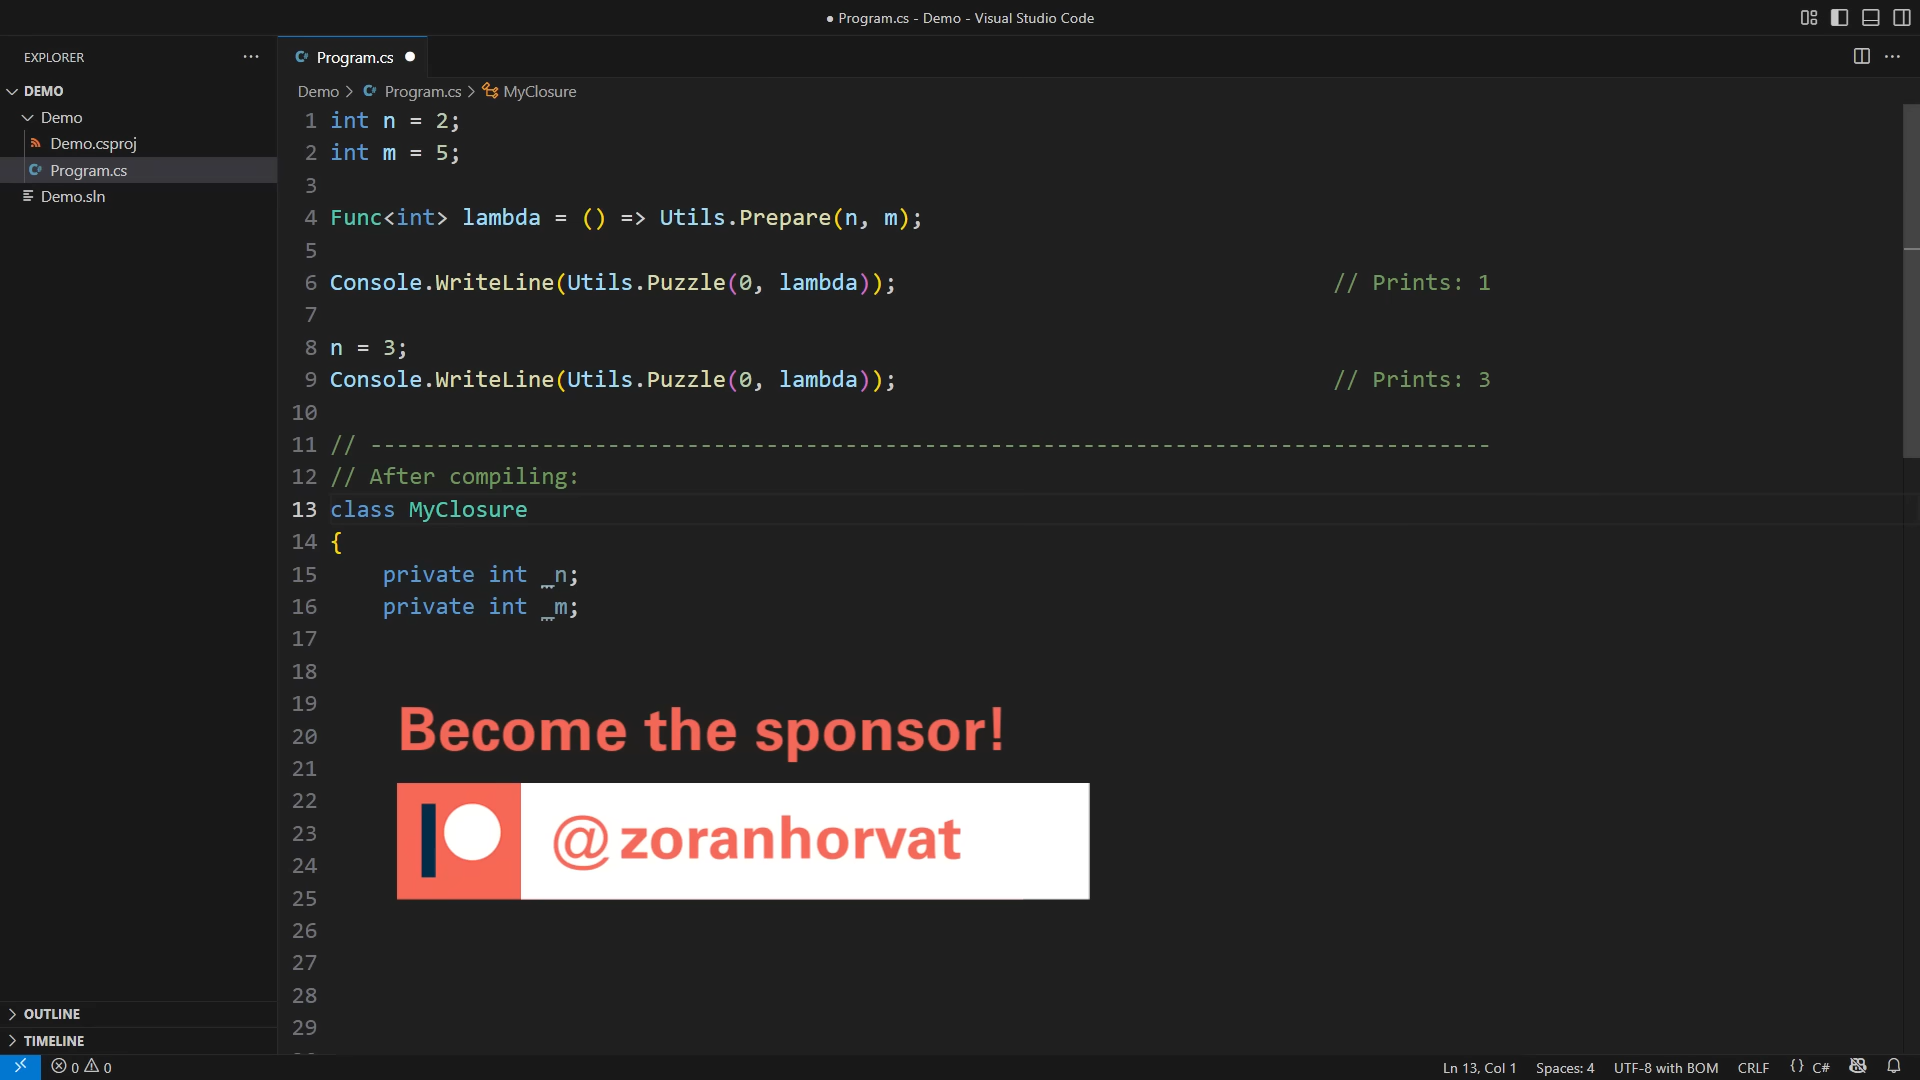 ● Program.cs - Demo - Visual Studio Code
EXPLORER
DEMO
Demo
Demo.csproj
Program.cs
Demo.sln
OUTLINE
TIMELINE
Program.cs
Demo > Program.cs > MyClosure
1 int n = 2;
2 int m = 5;
3
4 Func<int> lambda = () => Utils.Prepare(n, m);
5
6 Console.WriteLine(Utils.Puzzle(0, lambda)); // Prints: 1
7
8 n = 3;
9 Console.WriteLine(Utils.Puzzle(0, lambda)); // Prints: 3
10
11 // -------------------------------------------------------------------------------------
12 // After compiling:
13 class MyClosure
14 {
15 private int _n;
16 private int _m;
17
18
19
20
21
22
23
24
25
26
27
28
29
Become the sponsor!
@zoranhorvat
0 0
Ln 13, Col 1 Spaces: 4 UTF-8 with BOM CRLF {} C#